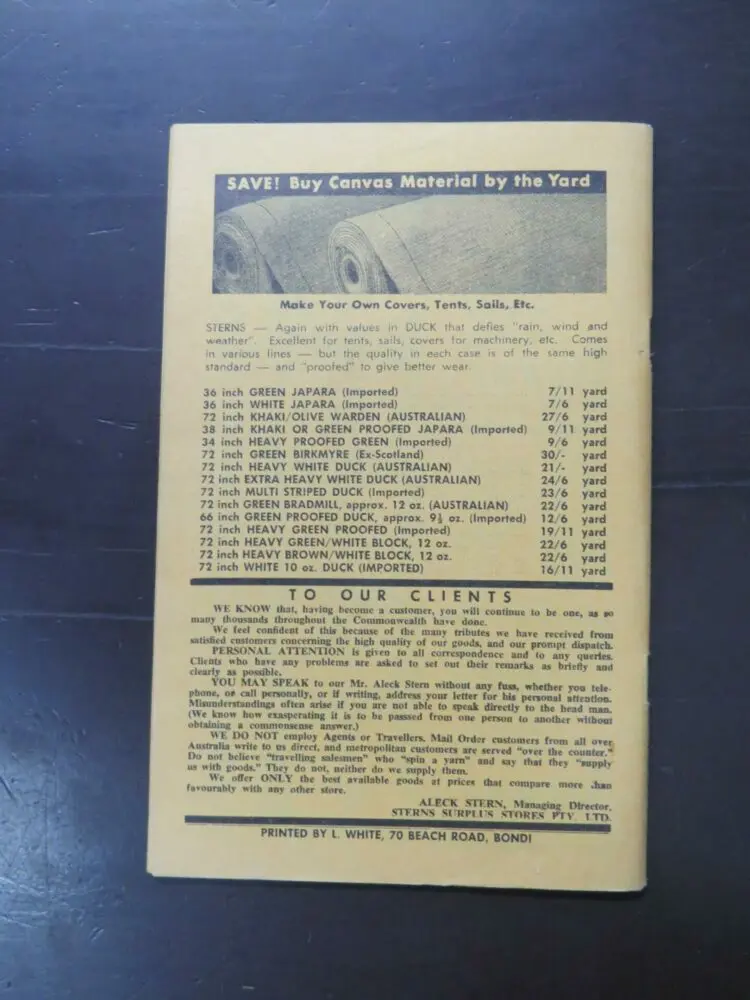 SAVE! Buy Canvas Material by the Yard
Make Your Own Covers, Tents, Sails, Etc.
STERNS — Again with values in DUCK that defies "rain, wind and
weather". Excellent for tents, sails, covers for machinery, etc. Comes
in various lines — but the quality in each case is of the same high
standard — and "proofed" to give better wear.
36 inch GREEN JAPARA (Imported) 7/11 yard
36 inch WHITE JAPARA (Imported) 7/6 yard
72 inch KHAKI/OLIVE WARDEN (AUSTRALIAN) 27/6 yard
38 inch KHAKI OR GREEN PROOFED JAPARA (Imported) 9/11 yard
34 inch HEAVY PROOFED GREEN (Imported) 9/6 yard
72 inch GREEN BIRKMYRE (Ex-Scotland) 30/- yard
72 inch HEAVY WHITE DUCK (AUSTRALIAN) 21/- yard
72 inch EXTRA HEAVY WHITE DUCK (AUSTRALIAN) 24/6 yard
72 inch MULTI STRIPED DUCK (Imported) 23/6 yard
72 inch GREEN BRADMILL, approx. 12 oz. (AUSTRALIAN) 22/6 yard
66 inch GREEN PROOFED DUCK, approx. 9½ oz. (Imported) 12/6 yard
72 inch HEAVY GREEN PROOFED (Imported) 19/11 yard
72 inch HEAVY GREEN/WHITE BLOCK, 12 oz. 22/6 yard
72 inch HEAVY BROWN/WHITE BLOCK, 12 oz. 22/6 yard
72 inch WHITE 10 oz. DUCK (IMPORTED) 16/11 yard
TO OUR CLIENTS
WE KNOW that, having become a customer, you will continue to be one, as so
many thousands throughout the Commonwealth have done.
We feel confident of this because of the many tributes we have received from
satisfied customers concerning the high quality of our goods, and our prompt dispatch.
PERSONAL ATTENTION is given to all correspondence and to any queries.
Clients who have any problems are asked to set out their remarks as briefly and
clearly as possible.
YOU MAY SPEAK to our Mr. Aleck Stern without any fuss, whether you tele-
phone, or call personally, or if writing, address your letter for his personal attention.
Misunderstandings often arise if you are not able to speak directly to the head man.
(We know how exasperating it is to be passed from one person to another without
obtaining a commonsense answer.)
WE DO NOT employ Agents or Travellers. Mail Order customers from all over
Australia write to us direct, and metropolitan customers are served "over the counter."
Do not believe "travelling salesmen" who "spin a yarn" and say that they "supply
us with goods." They do not, neither do we supply them.
We offer ONLY the best available goods at prices that compare more .han
favourably with any other store.
ALECK STERN, Managing Director,
STERNS SURPLUS STORES PTY. LTD.
PRINTED BY L. WHITE, 70 BEACH ROAD, BONDI